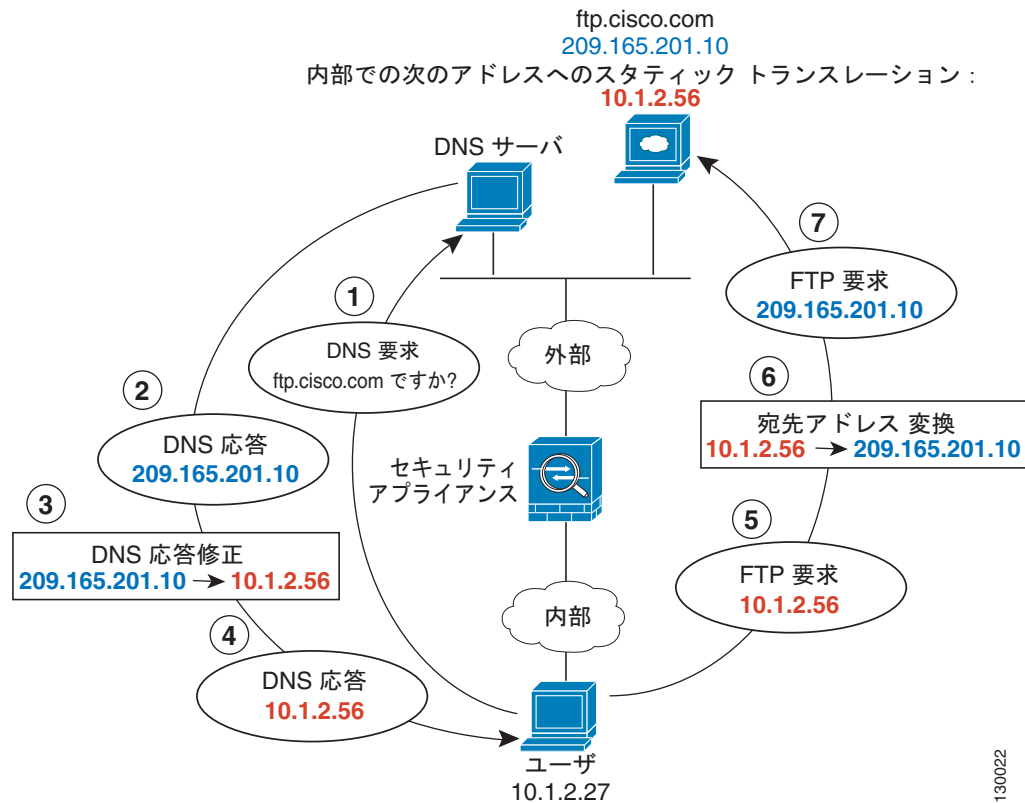 ftp.cisco.com
209.165.201.10
内部での次のアドレスへのスタティック トランスレーション :
10.1.2.56
DNS サーバ
7
FTP 要求
209.165.201.10
1
DNS 要求
ftp.cisco.com ですか?
外部
2
DNS 応答
209.165.201.10
6
宛先アドレス 変換
10.1.2.56 → 209.165.201.10
セキュリティ
アプライアンス
3
DNS 応答修正
209.165.201.10 → 10.1.2.56
5
FTP 要求
10.1.2.56
内部
4
DNS 応答
10.1.2.56
ユーザ
10.1.2.27
130022